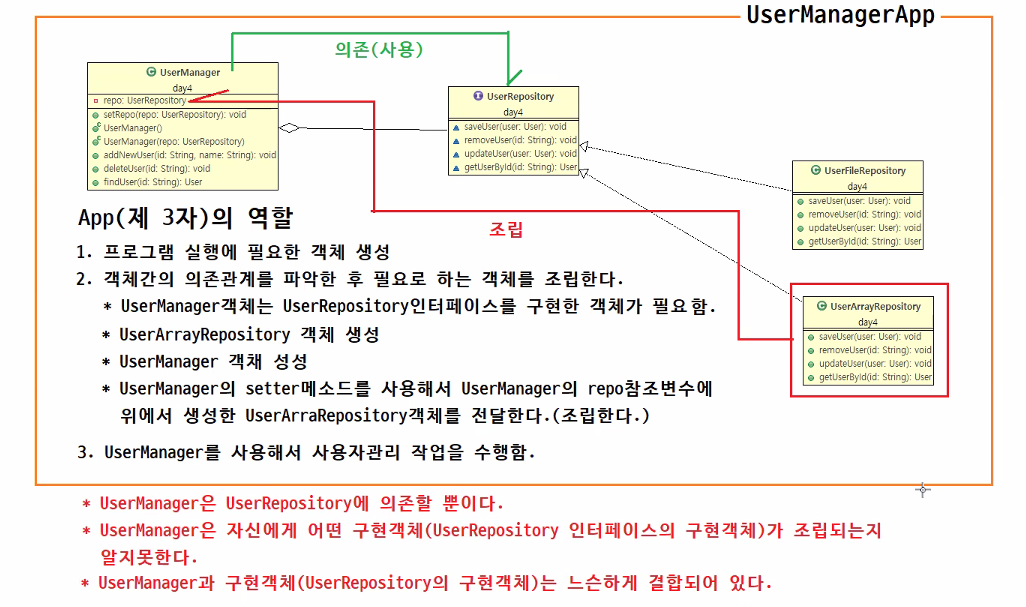 UserManagerApp
의존(사용)
UserManager
day4
repo: UserRepository
setRepo(repo: UserRepository): void
UserManager()
UserManager(repo: UserRepository)
addNewUser(id: String, name: String): void
deleteUser(id: String): void
findUser(id: String): User
UserRepository
day4
saveUser(user: User): void
removeUser(id: String): void
updateUser(user: User): void
getUserById(id: String): User
UserFileRepository
day4
saveUser(user: User): void
removeUser(id: String): void
updateUser(user: User): void
getUserById(id: String): User
조립
UserArrayRepository
day4
saveUser(user: User): void
removeUser(id: String): void
updateUser(user: User): void
getUserById(id: String): User
App(제 3자)의 역할
1. 프로그램 실행에 필요한 객체 생성
2. 객체간의 의존관계를 파악한 후 필요로 하는 객체를 조립한다.
* UserManager객체는 UserRepository인터페이스를 구현한 객체가 필요함.
* UserArrayRepository 객체 생성
* UserManager 객채 성성
* UserManager의 setter메소드를 사용해서 UserManager의 repo참조변수에
위에서 생성한 UserArraRepository객체를 전달한다.(조립한다.)
3. UserManager를 사용해서 사용자관리 작업을 수행함.
* UserManager은 UserRepository에 의존할 뿐이다.
* UserManager은 자신에게 어떤 구현객체(UserRepository 인터페이스의 구현객체)가 조립되는지
알지못한다.
* UserManager과 구현객체(UserRepository의 구현객체)는 느슨하게 결합되어 있다.